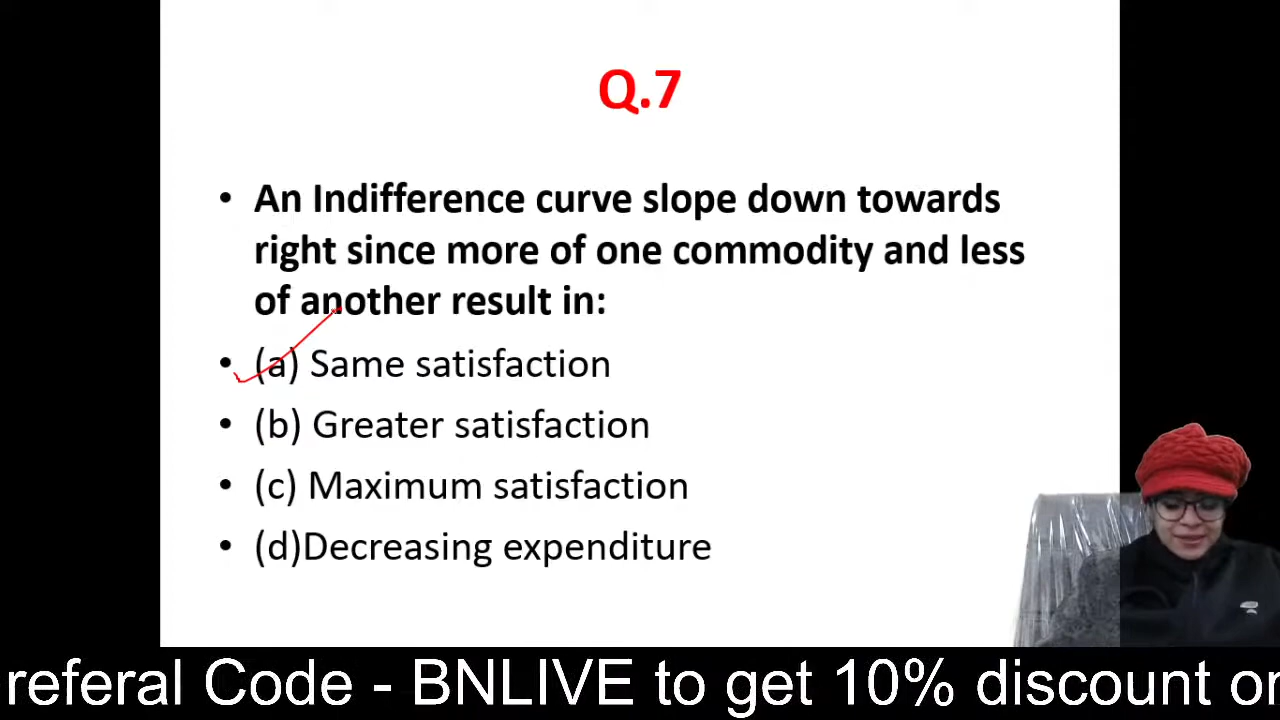 Q.7
• An Indifference curve slope down towards
right since more of one commodity and less
of another result in:
• (a) Same satisfaction
• (b) Greater satisfaction
• (c) Maximum satisfaction
• (d)Decreasing expenditure
referal Code - BNLIVE to get 10% discount